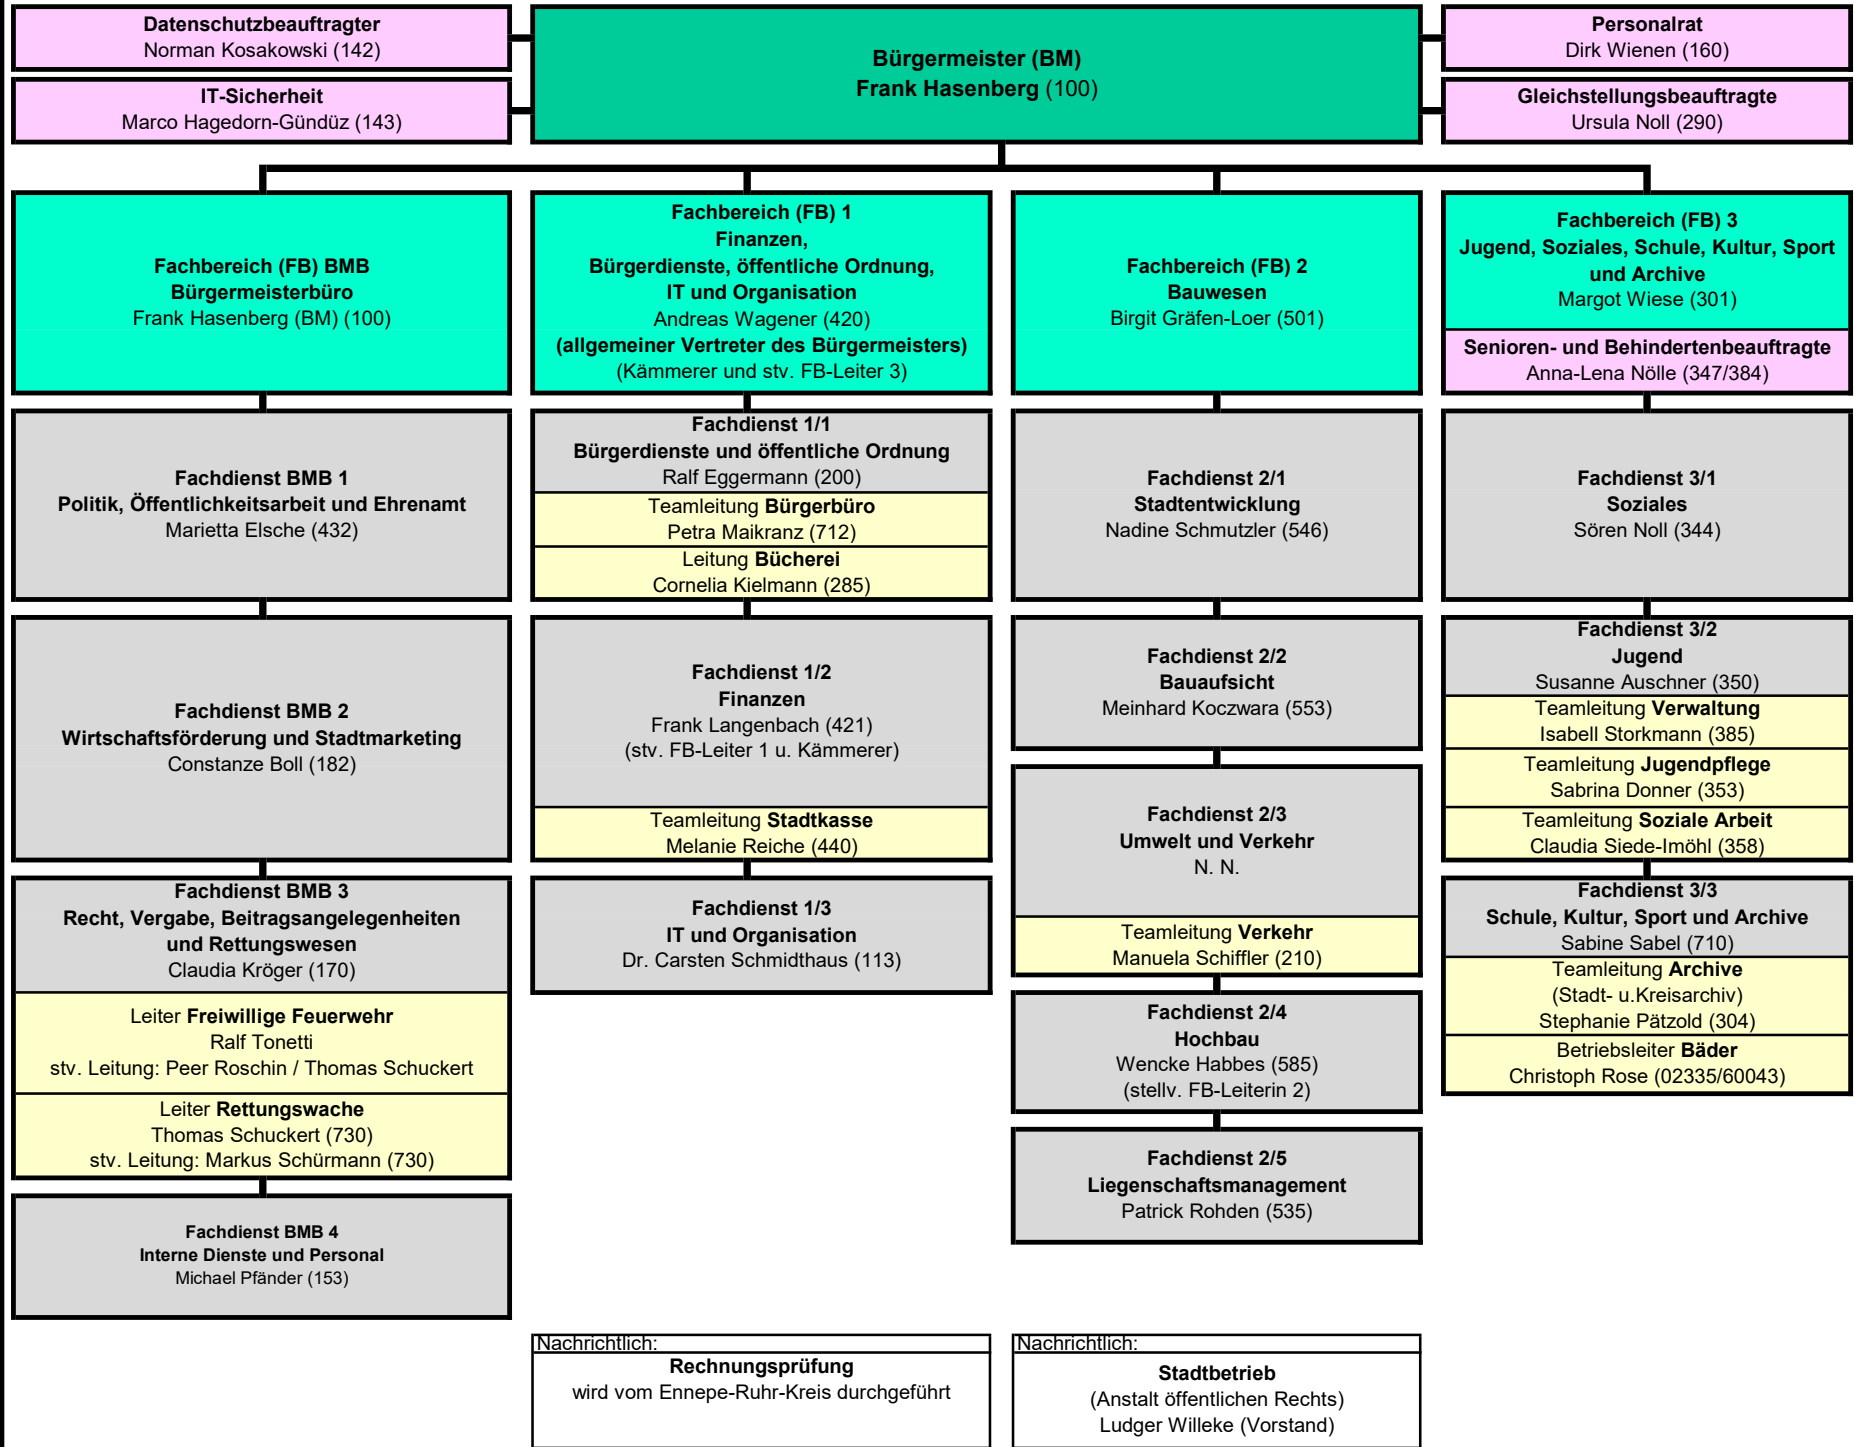 Datenschutzbeauftragter
Norman Kosakowski (142)
IT-Sicherheit
Marco Hagedorn-Gündüz (143)
Bürgermeister (BM)
Frank Hasenberg (100)
Personalrat
Dirk Wienen (160)
Gleichstellungsbeauftragte
Ursula Noll (290)
Fachbereich (FB) BMB
Bürgermeisterbüro
Frank Hasenberg (BM) (100)
Fachdienst BMB 1
Politik, Öffentlichkeitsarbeit und Ehrenamt
Marietta Elsche (432)
Fachdienst BMB 2
Wirtschaftsförderung und Stadtmarketing
Constanze Boll (182)
Fachdienst BMB 3
Recht, Vergabe, Beitragsangelegenheiten
und Rettungswesen
Claudia Kröger (170)
Leiter Freiwillige Feuerwehr
Ralf Tonetti
stv. Leitung: Peer Roschin / Thomas Schuckert
Leiter Rettungswache
Thomas Schuckert (730)
stv. Leitung: Markus Schürmann (730)
Fachdienst BMB 4
Interne Dienste und Personal
Michael Pfänder (153)
Fachbereich (FB) 1
Finanzen,
Bürgerdienste, öffentliche Ordnung,
IT und Organisation
Andreas Wagener (420)
(allgemeiner Vertreter des Bürgermeisters)
(Kämmerer und stv. FB-Leiter 3)
Fachdienst 1/1
Bürgerdienste und öffentliche Ordnung
Ralf Eggermann (200)
Teamleitung Bürgerbüro
Petra Maikranz (712)
Leitung Bücherei
Cornelia Kielmann (285)
Fachdienst 1/2
Finanzen
Frank Langenbach (421)
(stv. FB-Leiter 1 u. Kämmerer)
Teamleitung Stadtkasse
Melanie Reiche (440)
Fachdienst 1/3
IT und Organisation
Dr. Carsten Schmidthaus (113)
Fachbereich (FB) 2
Bauwesen
Birgit Gräfen-Loer (501)
Fachdienst 2/1
Stadtentwicklung
Nadine Schmutzler (546)
Fachdienst 2/2
Bauaufsicht
Meinhard Koczwara (553)
Fachdienst 2/3
Umwelt und Verkehr
N. N.
Teamleitung Verkehr
Manuela Schiffler (210)
Fachdienst 2/4
Hochbau
Wencke Habbes (585)
(stellv. FB-Leiterin 2)
Fachdienst 2/5
Liegenschaftsmanagement
Patrick Rohden (535)
Fachbereich (FB) 3
Jugend, Soziales, Schule, Kultur, Sport
und Archive
Margot Wiese (301)
Senioren- und Behindertenbeauftragte
Anna-Lena Nölle (347/384)
Fachdienst 3/1
Soziales
Sören Noll (344)
Fachdienst 3/2
Jugend
Susanne Auschner (350)
Teamleitung Verwaltung
Isabell Storkmann (385)
Teamleitung Jugendpflege
Sabrina Donner (353)
Teamleitung Soziale Arbeit
Claudia Siede-Imöhl (358)
Fachdienst 3/3
Schule, Kultur, Sport und Archive
Sabine Sabel (710)
Teamleitung Archive
(Stadt- u.Kreisarchiv)
Stephanie Pätzold (304)
Betriebsleiter Bäder
Christoph Rose (02335/60043)
Nachrichtlich:
Rechnungsprüfung
wird vom Ennepe-Ruhr-Kreis durchgeführt
Nachrichtlich:
Stadtbetrieb
(Anstalt öffentlichen Rechts)
Ludger Willeke (Vorstand)